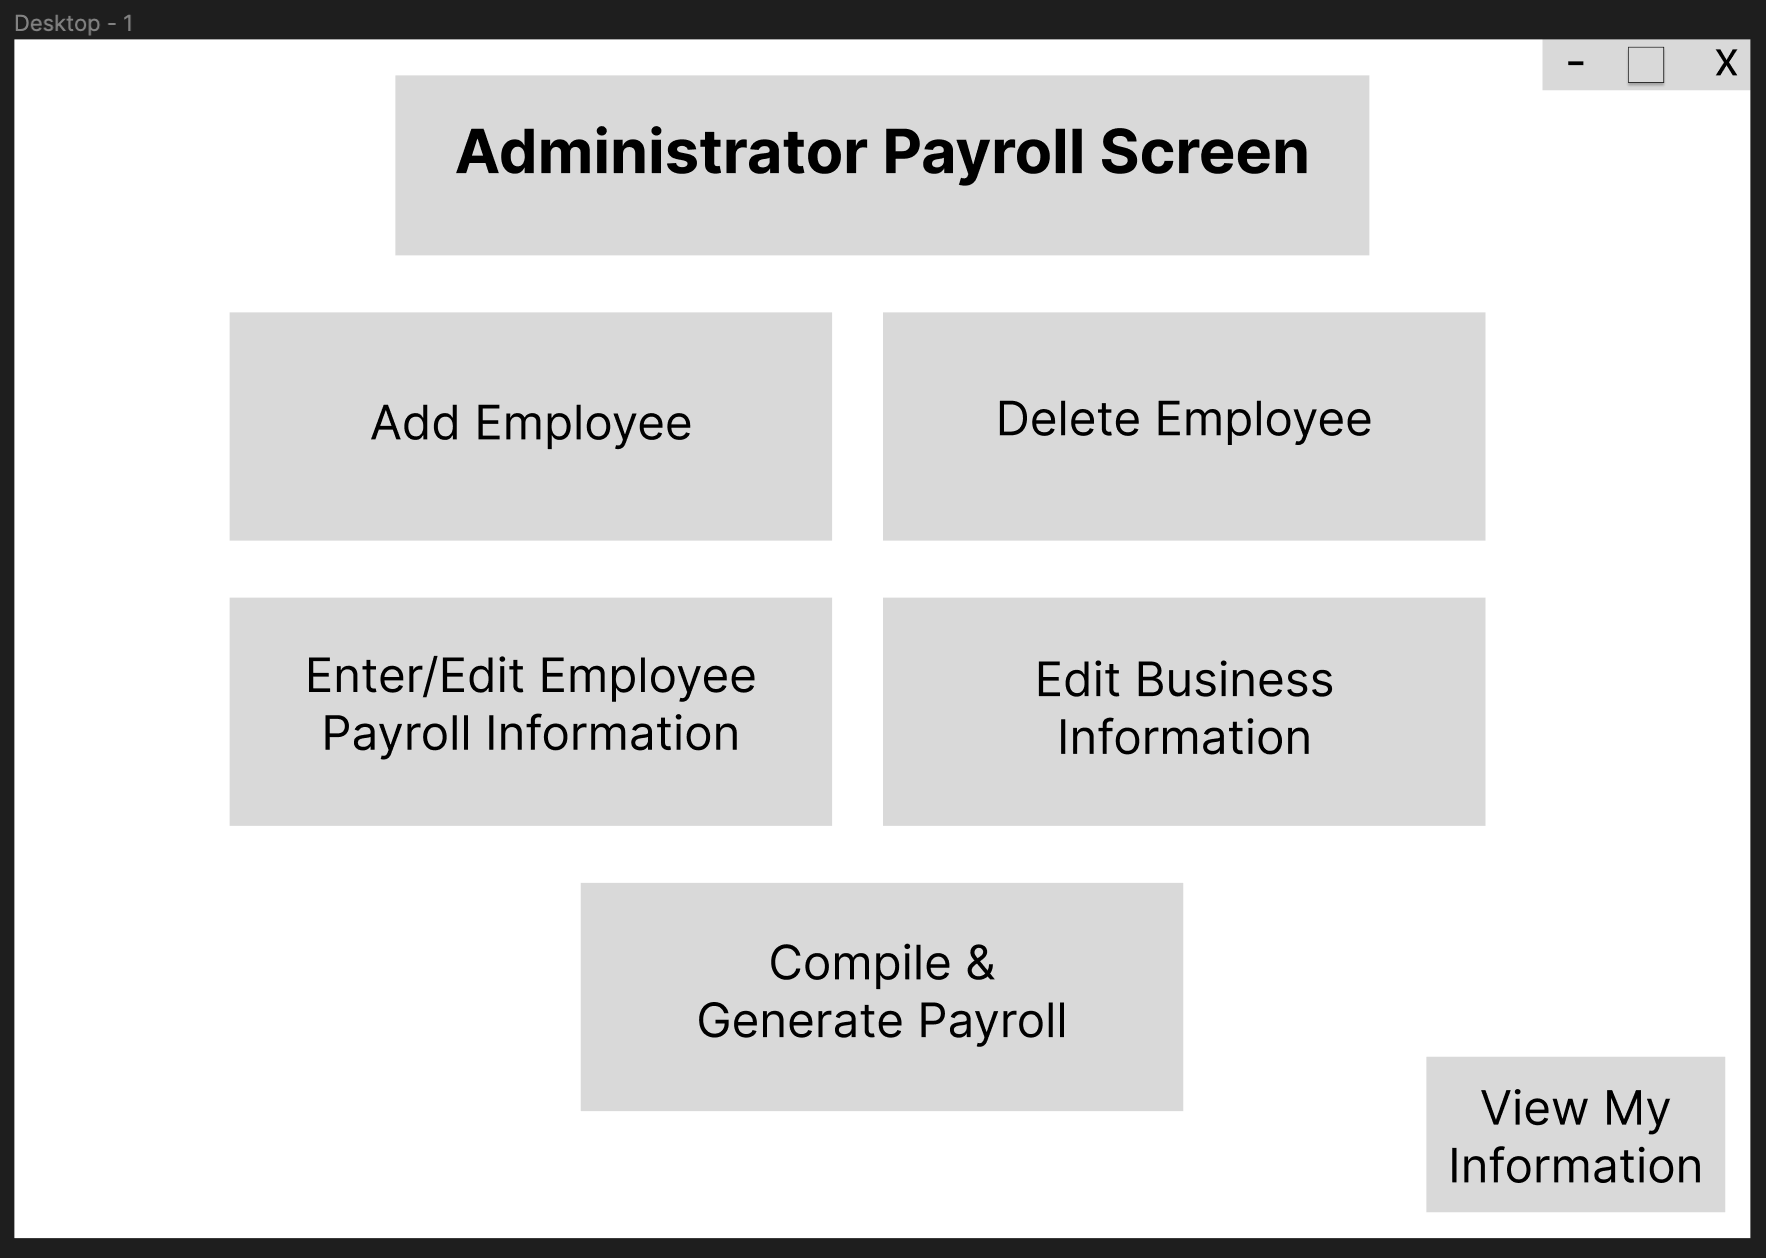 Desktop - 1
- X
Administrator Payroll Screen
Add Employee
Delete Employee
Enter/Edit Employee
Payroll Information
Edit Business
Information
Compile &
Generate Payroll
View My
Information